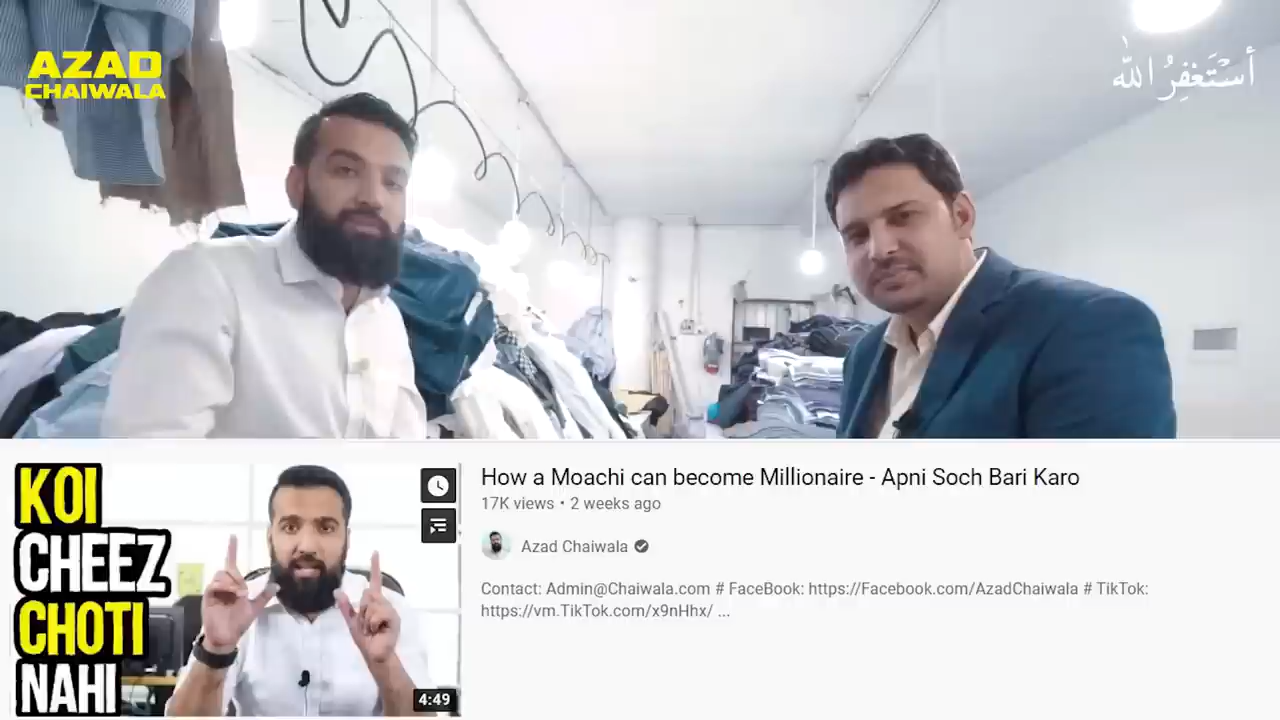 AZAD
CHAIWALA
أَسْتَغْفِرُ اللّٰه
KOI
CHEEZ
CHOTI
NAHI
4:49
How a Moachi can become Millionaire - Apni Soch Bari Karo
17K views • 2 weeks ago
Azad Chaiwala
Contact: Admin@Chaiwala.com # FaceBook: https://Facebook.com/AzadChaiwala # TikTok:
https://vm.TikTok.com/x9nHhx/ ...